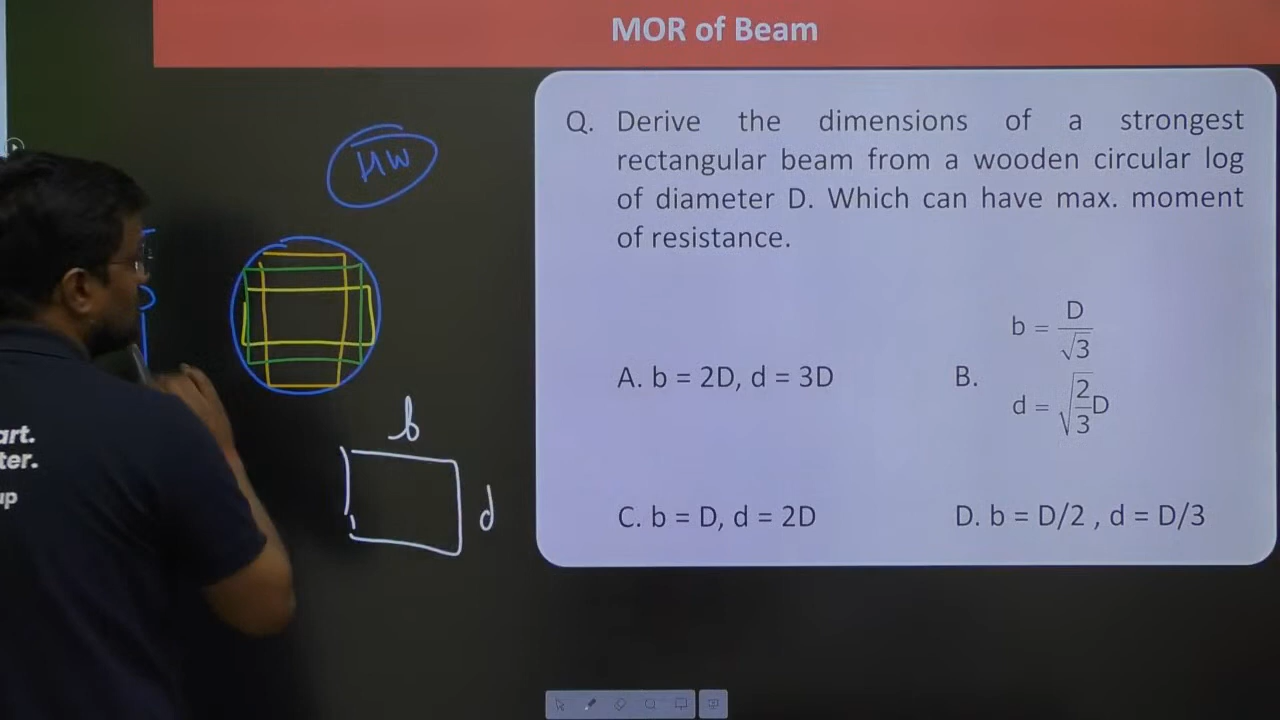 MOR of Beam
HW
Q. Derive the dimensions of a strongest
rectangular beam from a wooden circular log
of diameter D. Which can have max. moment
of resistance.
A. b = 2D, d = 3D
B. b = D/√3
d = √(2/3)D
C. b = D, d = 2D
D. b = D/2 , d = D/3
b
d
art.
ter.
up